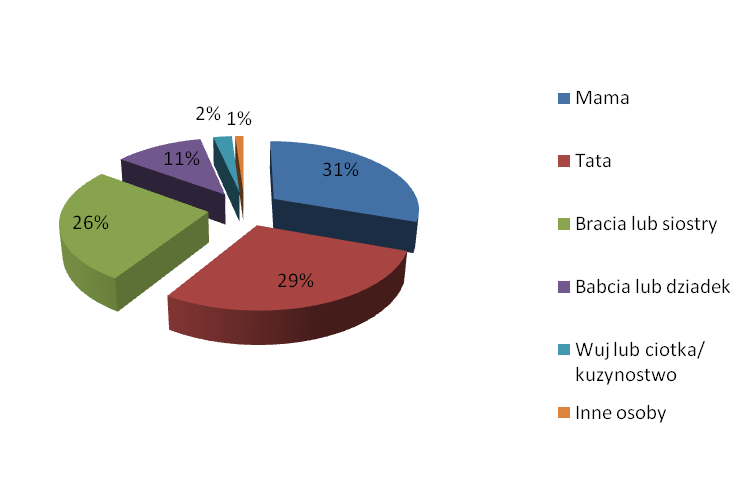 2%
1%
11%
31%
26%
29%
Mama
Tata
Bracia lub siostry
Babcia lub dziadek
Wuj lub ciotka/
kuzynostwo
Inne osoby